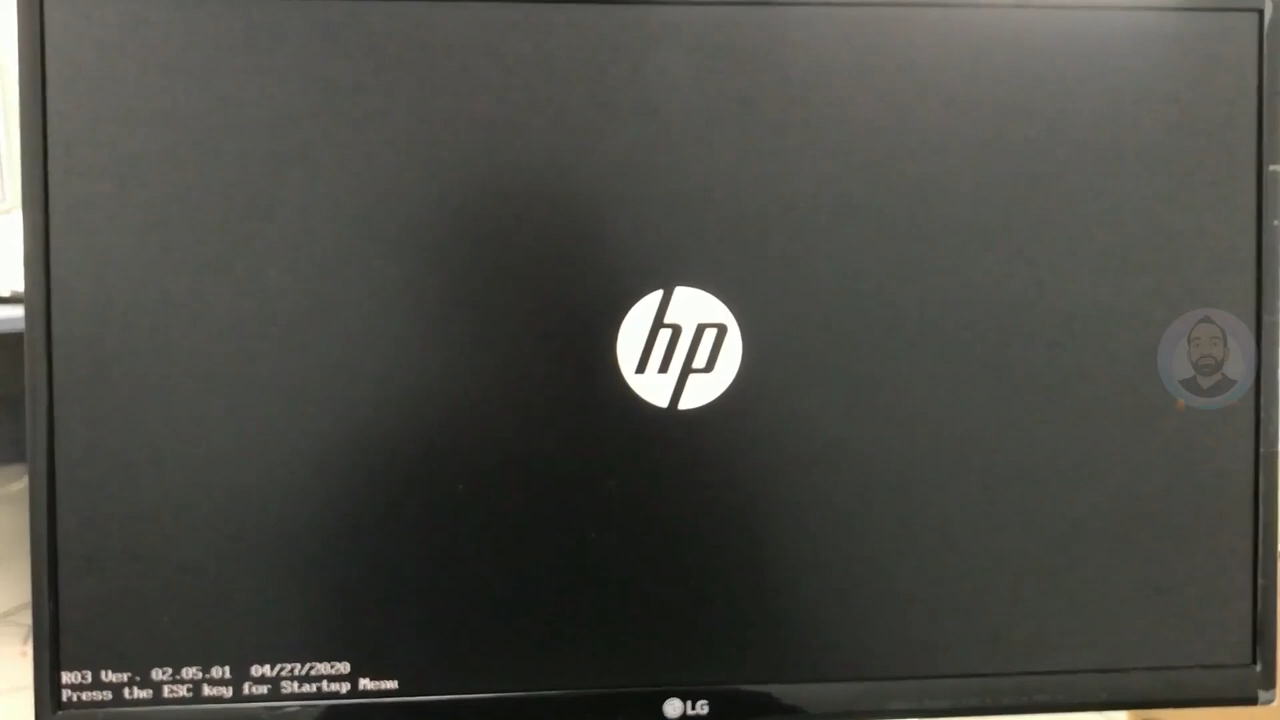 hp
R03 Ver. 02.05.01 04/27/2020
Press the ESC key for Startup Menu
LG